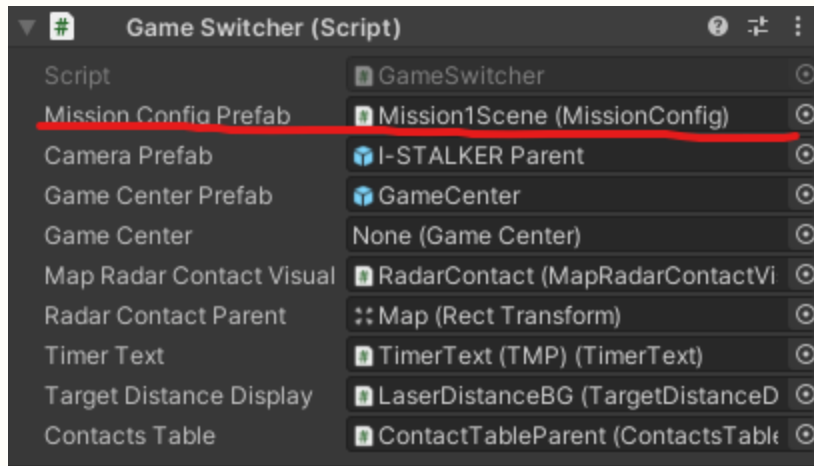 Game Switcher (Script)
Script GameSwitcher
Mission Config Prefab Mission1Scene (MissionConfig)
Camera Prefab I-STALKER Parent
Game Center Prefab GameCenter
Game Center None (Game Center)
Map Radar Contact Visual RadarContact (MapRadarContactVi
Radar Contact Parent Map (Rect Transform)
Timer Text TimerText (TMP) (TimerText)
Target Distance Display LaserDistanceBG (TargetDistanceD
Contacts Table ContactTableParent (ContactsTable